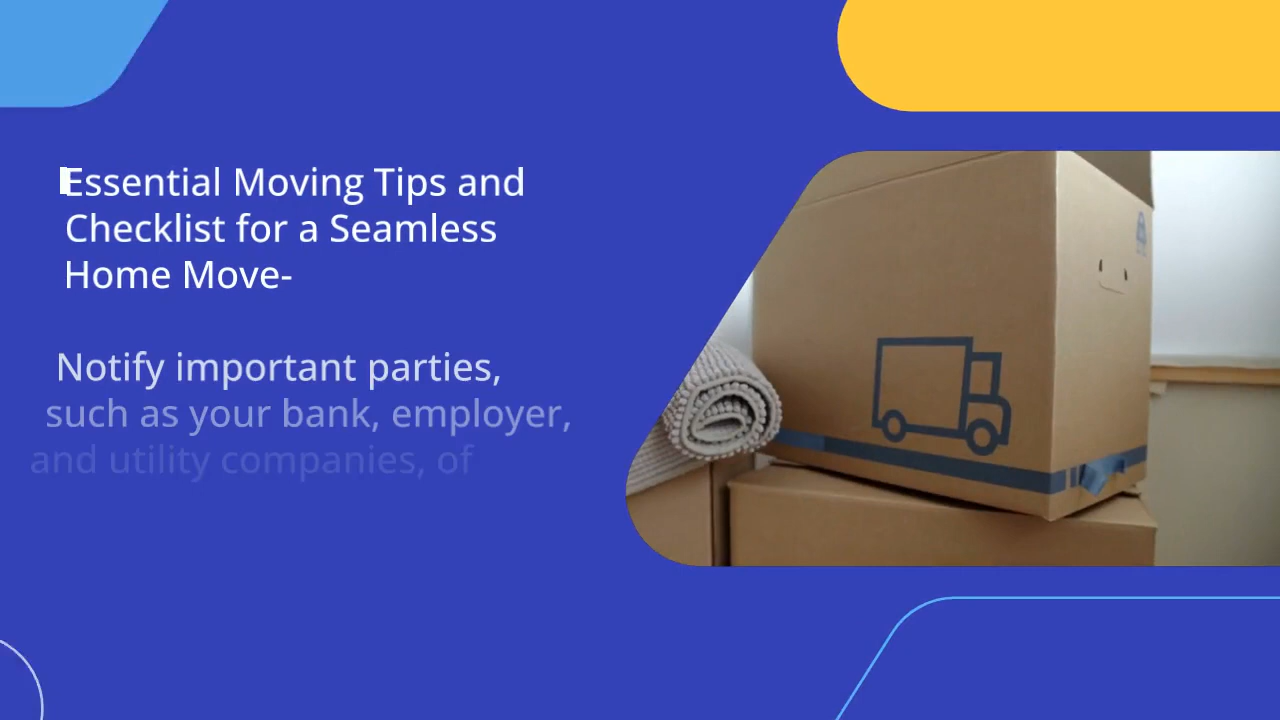 Essential Moving Tips and
Checklist for a Seamless
Home Move-
Notify important parties,
such as your bank, employer,
and utility companies, of